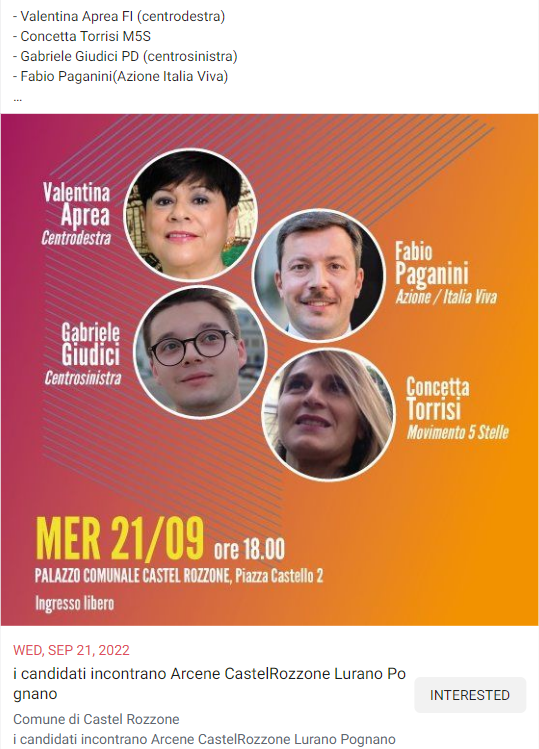 - Valentina Aprea FI (centrodestra)
- Concetta Torrisi M5S
- Gabriele Giudici PD (centrosinistra)
- Fabio Paganini(Azione Italia Viva)
...
Valentina
Aprea
Centrodestra
Fabio
Paganini
Azione / Italia Viva
Gabriele
Giudici
Centrosinistra
Concetta
Torrisi
Movimento 5 Stelle
MER 21/09 ore 18.00
PALAZZO COMUNALE CASTEL ROZZONE, Piazza Castello 2
Ingresso libero
WED, SEP 21, 2022
i candidati incontrano Arcene CastelRozzone Lurano Po
gnano
INTERESTED
Comune di Castel Rozzone
i candidati incontrano Arcene CastelRozzone Lurano Pognano